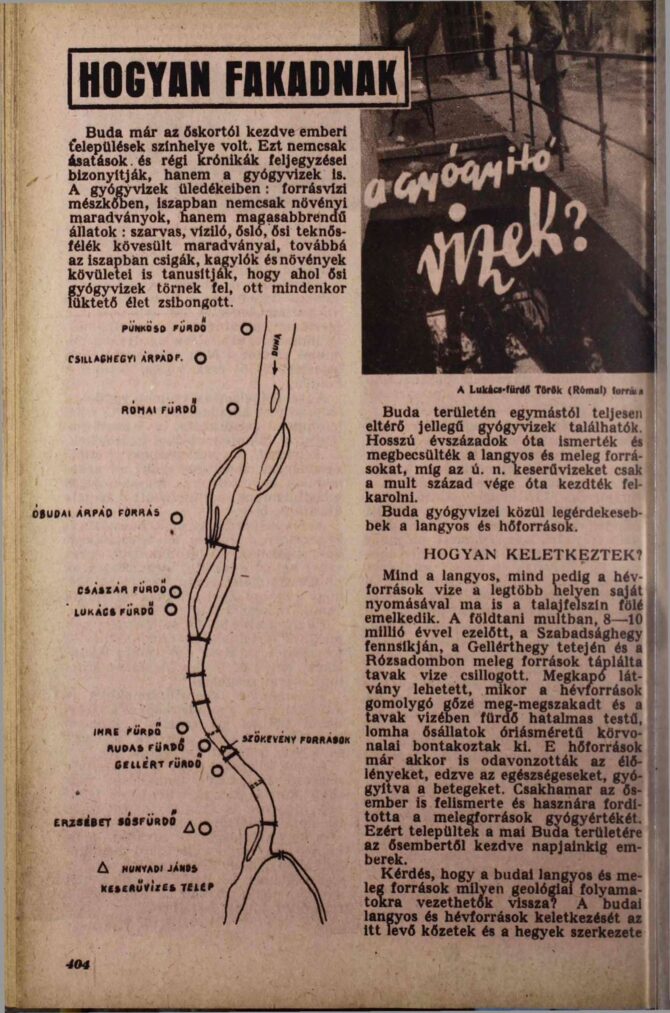 HOGYAN FAKADNAK
a gyógyító
vizek?
Buda már az őskortól kezdve emberi
települések színhelye volt. Ezt nemcsak
ásatások és régi krónikák feljegyzései
bizonyítják, hanem a gyógyvizek is.
A gyógyvizek üledékeiben : forrásvízi
mészkőben, iszapban nemcsak növényi
maradványok, hanem magasabbrendű
állatok : szarvas, víziló, ősló, ősi teknős-
félék kövesült maradványai, továbbá
az iszapban csigák, kagylók és növények
kövületei is tanusítják, hogy ahol ősi
gyógyvizek törnek fel, ott mindenkor
lüktető élet zsibongott.
PÜNKÖSD FÜRDŐ
CSILLAGHEGYI ÁRPÁD F.
RÓMAI FÜRDŐ
DUNA
ÓBUDAI ÁRPÁD FORRÁS
CSÁSZÁR FÜRDŐ
LUKÁCS FÜRDŐ
IMRE FÜRDŐ
RUDAS FÜRDŐ
GELLÉRT FÜRDŐ
SZÖKEVÉNY FORRÁSOK
ERZSÉBET SÓSFÜRDŐ
HUNYADI JÁNOS
KESERŰVIZES TELEP
404
A Lukács-fürdő Török (Római) forrása
Buda területén egymástól teljesen
eltérő jellegű gyógyvizek találhatók.
Hosszú évszázadok óta ismerték és
megbecsülték a langyos és meleg forrá-
sokat, míg az ú. n. keserűvizeket csak
a mult század vége óta kezdték fel-
karolni.
Buda gyógyvizei közül legérdekeseb-
bek a langyos és hőforrások.
HOGYAN KELETKEZTEK?
Mind a langyos, mind pedig a hév-
források vize a legtöbb helyen saját
nyomásával ma is a talajfelszín fölé
emelkedik. A földtani multban, 8—10
millió évvel ezelőtt, a Szabadsághegy
fennsíkján, a Gellérthegy tetején és a
Rózsadombon meleg források táplálta
tavak vize csillogott. Megkapó lát-
vány lehetett, mikor a hévforrások
gomolygó gőze meg-megszakadt és a
tavak vizében fürdő hatalmas testű,
lomha ősállatok óriásméretű körvo-
nalai bontakoztak ki. E hőforrások
már akkor is odavonzották az élő-
lényeket, edzve az egészségeseket, gyó-
gyítva a betegeket. Csakhamar az ős-
ember is felismerte és hasznára fordí-
totta a melegforrások gyógyértékét.
Ezért települtek a mai Buda területére
az ősembertől kezdve napjainkig em-
berek.
Kérdés, hogy a budai langyos és me-
leg források milyen geológiai folyama-
tokra vezethetők vissza? A budai
langyos és hévforrások keletkezését az
itt levő kőzetek és a hegyek szerkezete